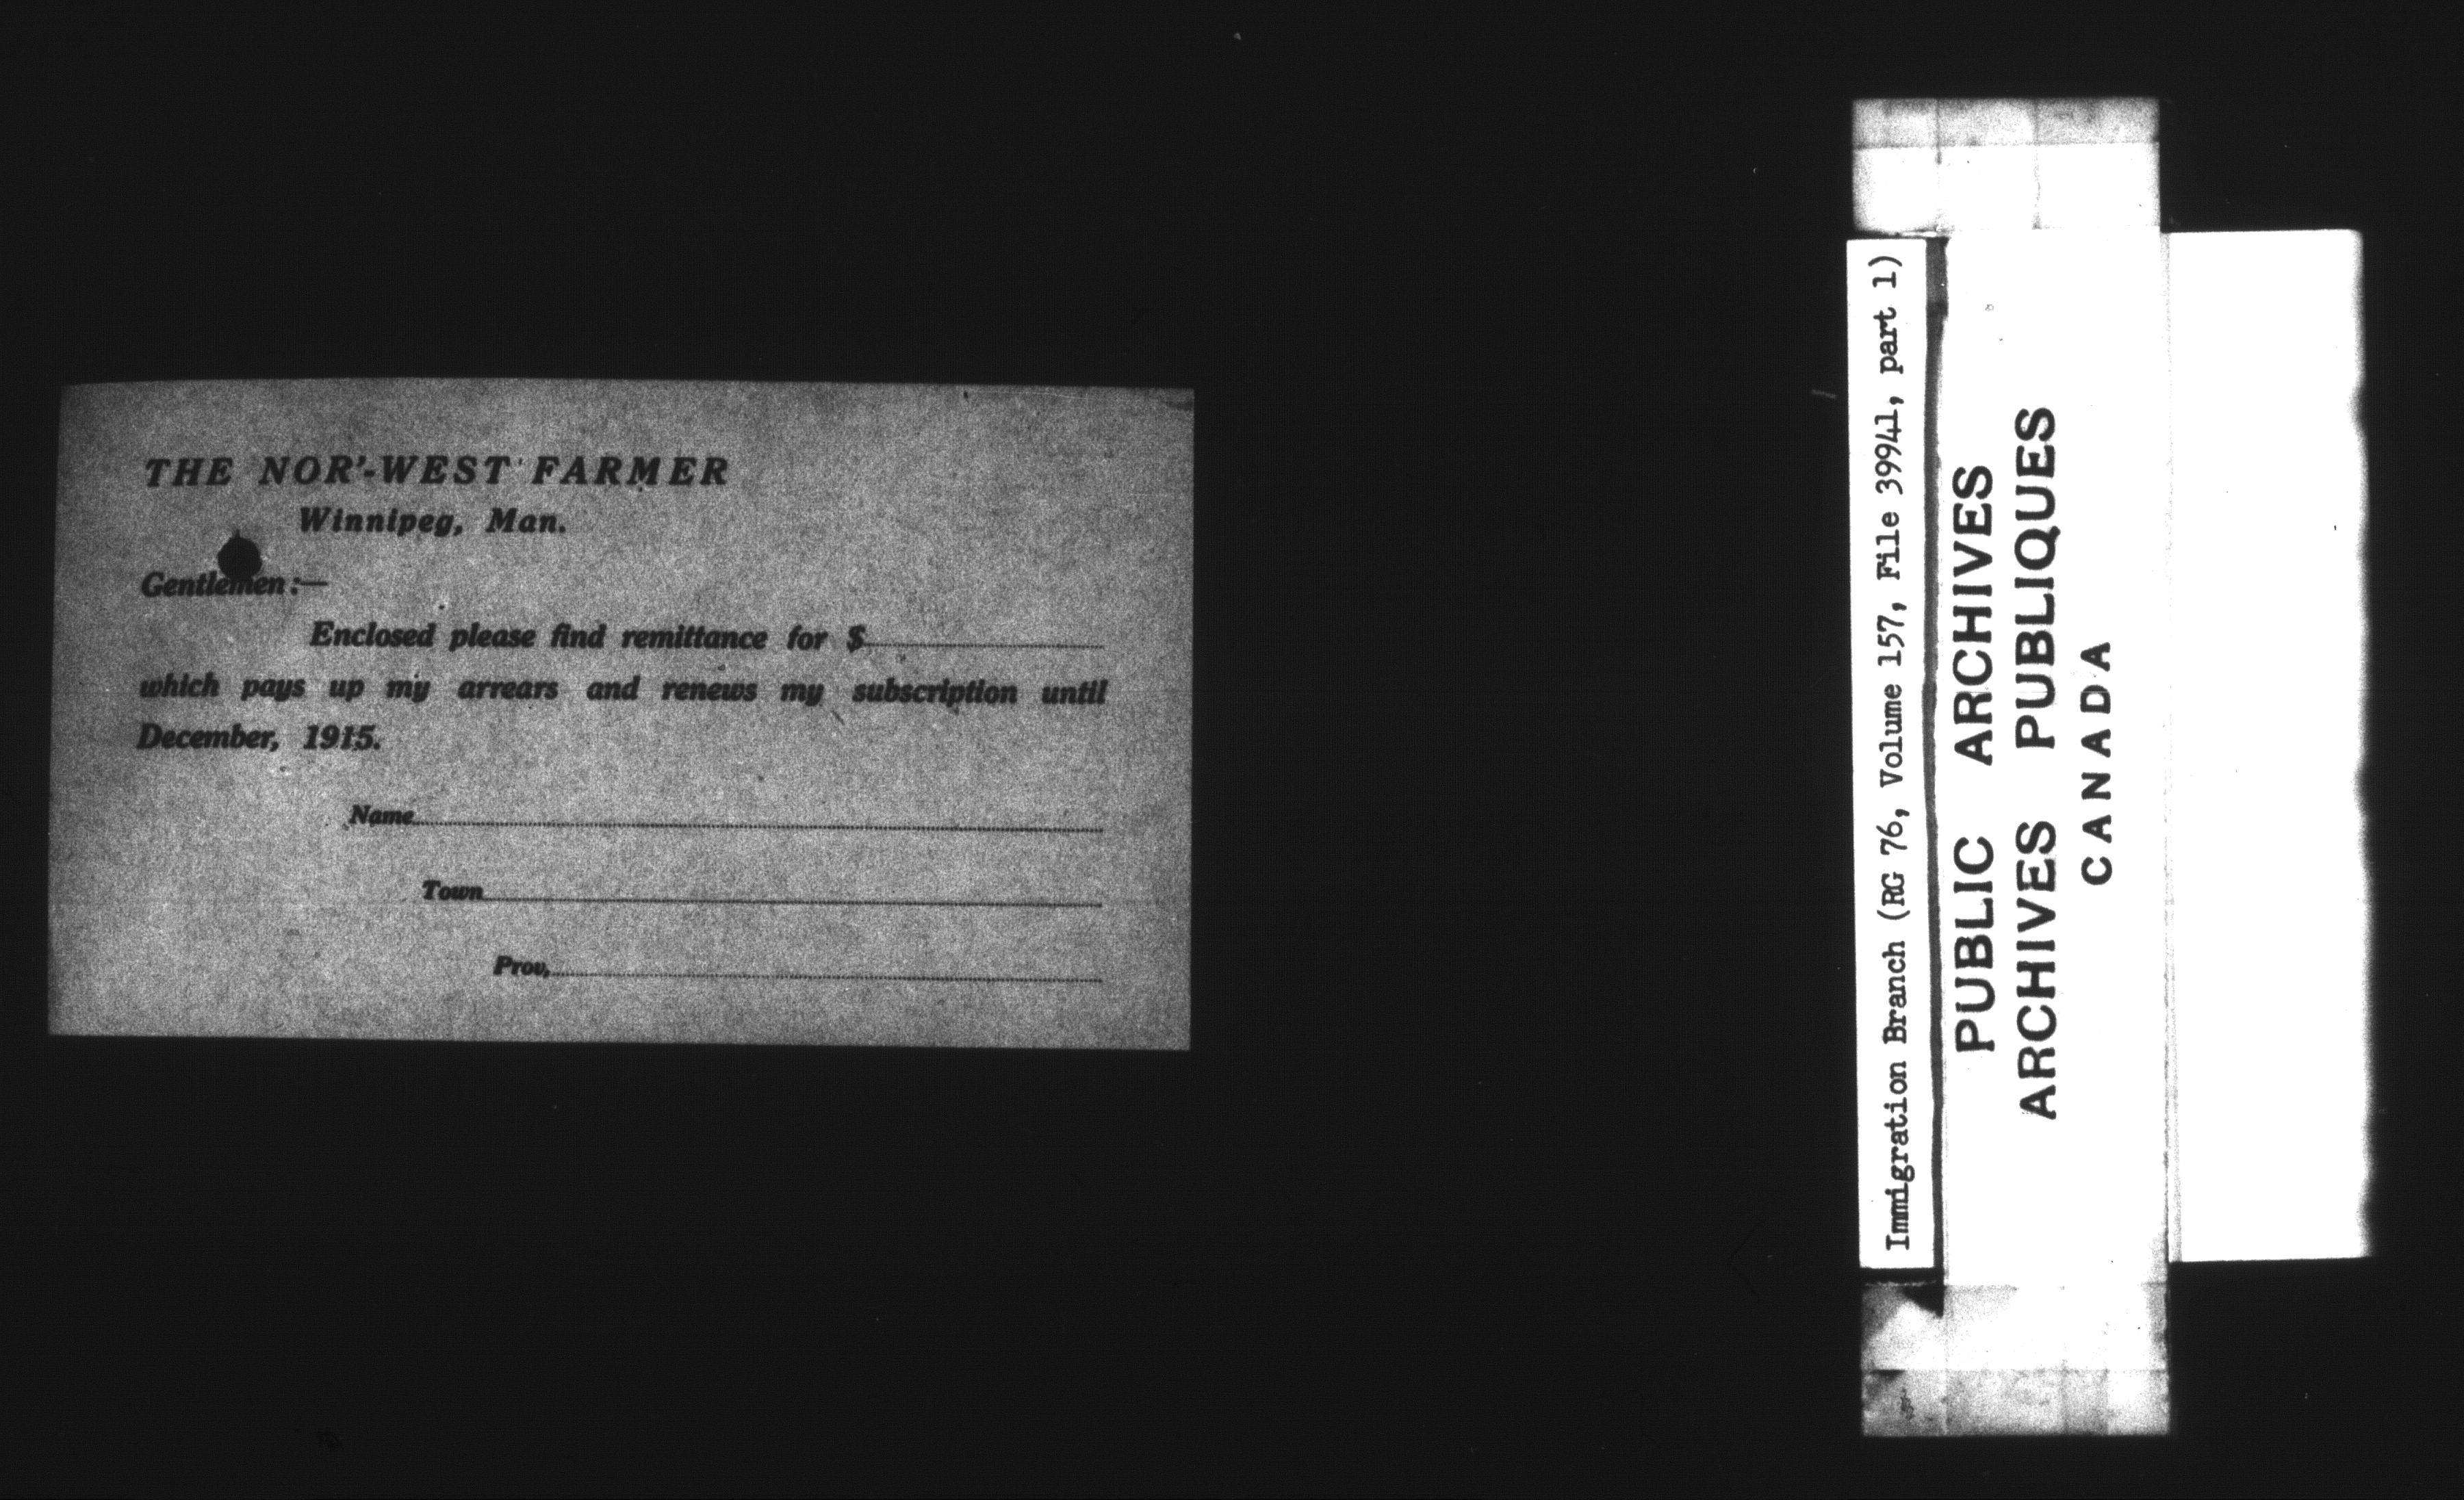 THE NOR'-WEST FARMER
Winnipeg, Man.
Gentlemen:—
Enclosed please find remittance for $
which pays up my arrears and renews my subscription until
December, 1915.
Name
Town
Prov.
Immigration Branch (RG 76, Volume 157, File 39941, part 1)
PUBLIC ARCHIVES
ARCHIVES PUBLIQUES
CANADA